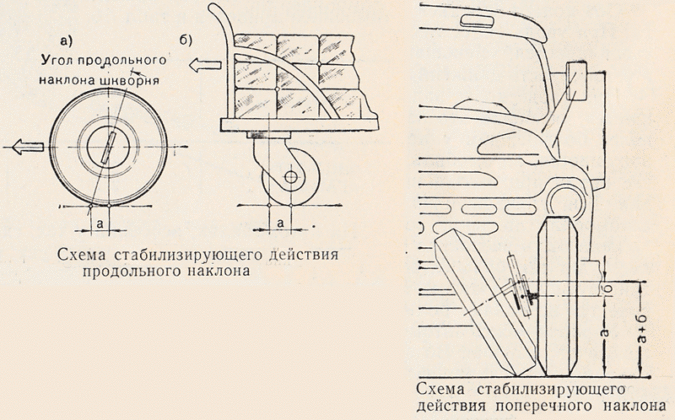 а)
б)
Угол продольного
наклона шкворня
а
а
Схема стабилизирующего действия
продольного наклона
б
а
а+б
Схема стабилизирующего
действия поперечного наклона